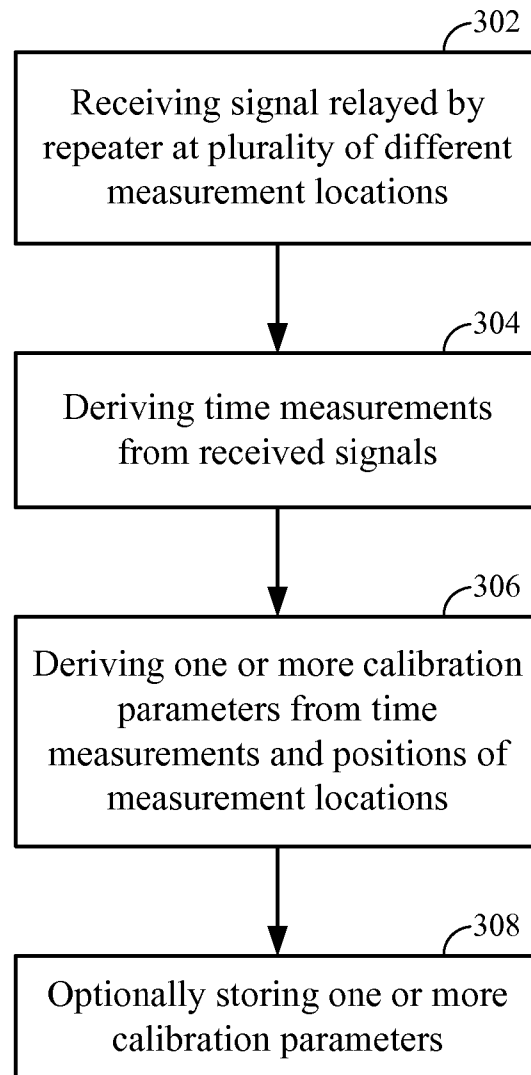 302
Receiving signal relayed by
repeater at plurality of different
measurement locations
304
Deriving time measurements
from received signals
306
Deriving one or more calibration
parameters from time
measurements and positions of
measurement locations
308
Optionally storing one or more
calibration parameters